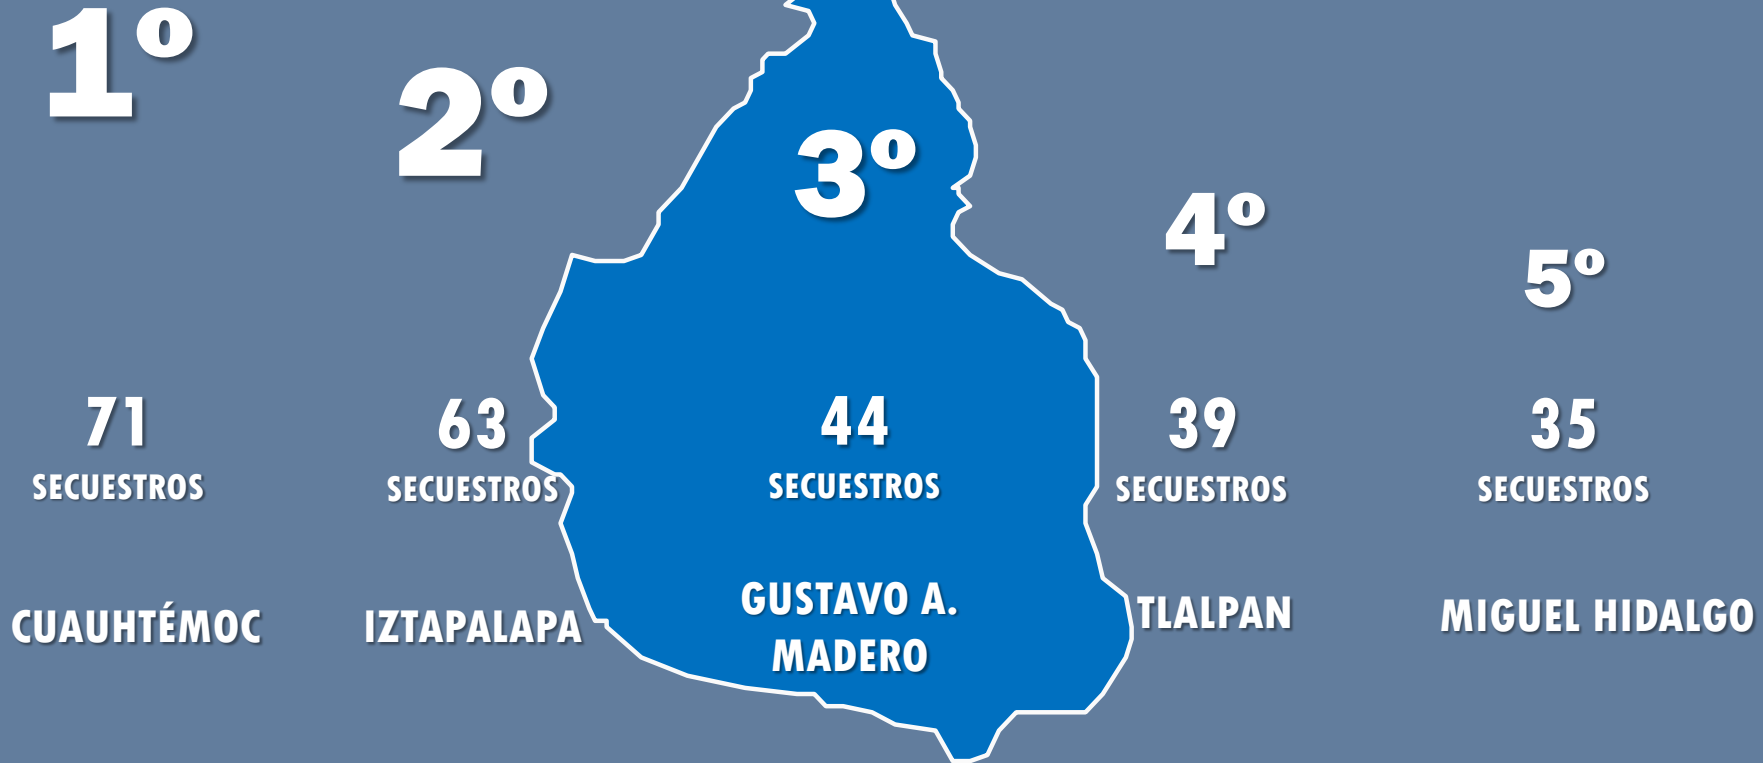 1º
71
SECUESTROS
CUAUHTÉMOC
2º
63
SECUESTROS
IZTAPALAPA
3º
44
SECUESTROS
GUSTAVO A.
MADERO
4º
39
SECUESTROS
TLALPAN
5º
35
SECUESTROS
MIGUEL HIDALGO